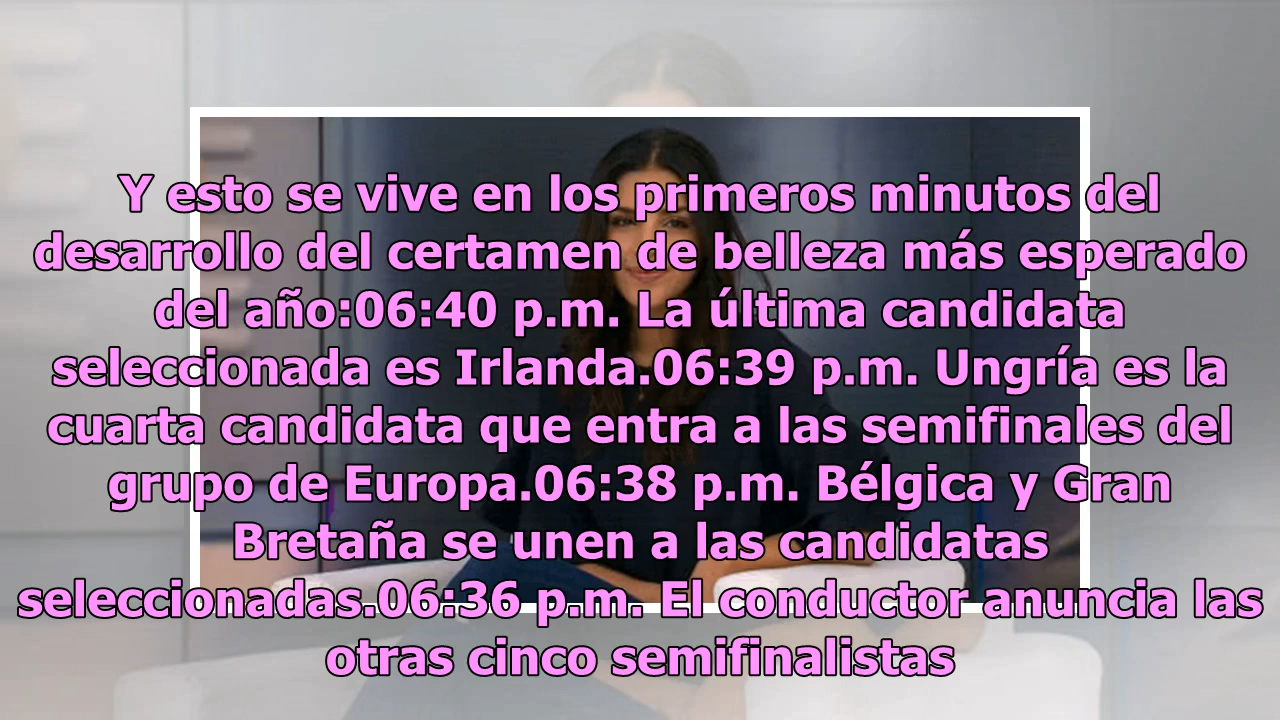 Y esto se vive en los primeros minutos del
desarrollo del certamen de belleza más esperado
del año:06:40 p.m. La última candidata
seleccionada es Irlanda.06:39 p.m. Ungría es la
cuarta candidata que entra a las semifinales del
grupo de Europa.06:38 p.m. Bélgica y Gran
Bretaña se unen a las candidatas
seleccionadas.06:36 p.m. El conductor anuncia las
otras cinco semifinalistas